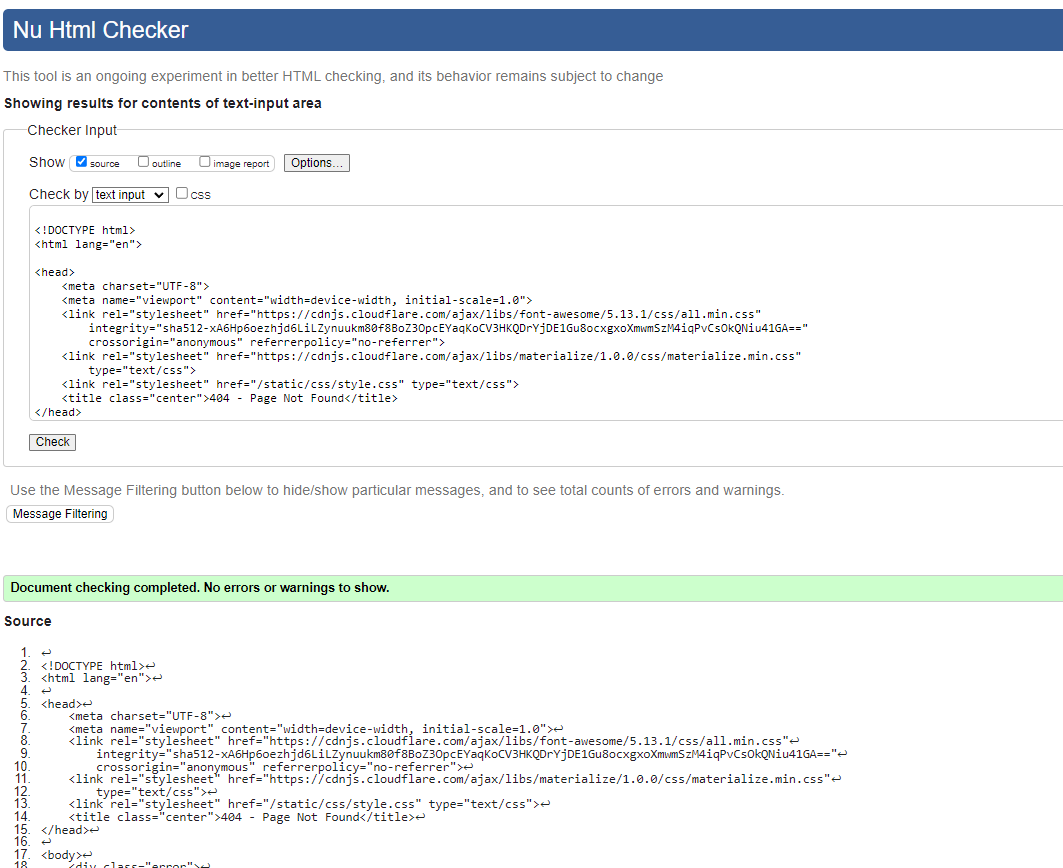 Nu Html Checker
This tool is an ongoing experiment in better HTML checking, and its behavior remains subject to change
Showing results for contents of text-input area
Checker Input
Show source outline image report Options...
Check by text input css
<!DOCTYPE html>
<html lang="en">
<head>
    <meta charset="UTF-8">
    <meta name="viewport" content="width=device-width, initial-scale=1.0">
    <link rel="stylesheet" href="https://cdnjs.cloudflare.com/ajax/libs/font-awesome/5.13.1/css/all.min.css"
        integrity="sha512-xA6Hp6oezhjd6LiLZynuukm80f8BoZ3OpcEYaqKoCV3HKQDrYjDE1Gu8ocxgxoXmwmSzM4iqPvCsOkQNiu41GA=="
        crossorigin="anonymous" referrerpolicy="no-referrer">
    <link rel="stylesheet" href="https://cdnjs.cloudflare.com/ajax/libs/materialize/1.0.0/css/materialize.min.css"
        type="text/css">
    <link rel="stylesheet" href="/static/css/style.css" type="text/css">
    <title class="center">404 - Page Not Found</title>
</head>
Check
Use the Message Filtering button below to hide/show particular messages, and to see total counts of errors and warnings.
Message Filtering
Document checking completed. No errors or warnings to show.
Source
1. ↩
2. <!DOCTYPE html>↩
3. <html lang="en">↩
4. ↩
5. <head>↩
6.     <meta charset="UTF-8">↩
7.     <meta name="viewport" content="width=device-width, initial-scale=1.0">↩
8.     <link rel="stylesheet" href="https://cdnjs.cloudflare.com/ajax/libs/font-awesome/5.13.1/css/all.min.css"↩
9.         integrity="sha512-xA6Hp6oezhjd6LiLZynuukm80f8BoZ3OpcEYaqKoCV3HKQDrYjDE1Gu8ocxgxoXmwmSzM4iqPvCsOkQNiu41GA=="↩
10.         crossorigin="anonymous" referrerpolicy="no-referrer">↩
11.     <link rel="stylesheet" href="https://cdnjs.cloudflare.com/ajax/libs/materialize/1.0.0/css/materialize.min.css"↩
12.         type="text/css">↩
13.     <link rel="stylesheet" href="/static/css/style.css" type="text/css">↩
14.     <title class="center">404 - Page Not Found</title>↩
15. </head>↩
16. ↩
17. <body>↩
18.     <div class="error">↩